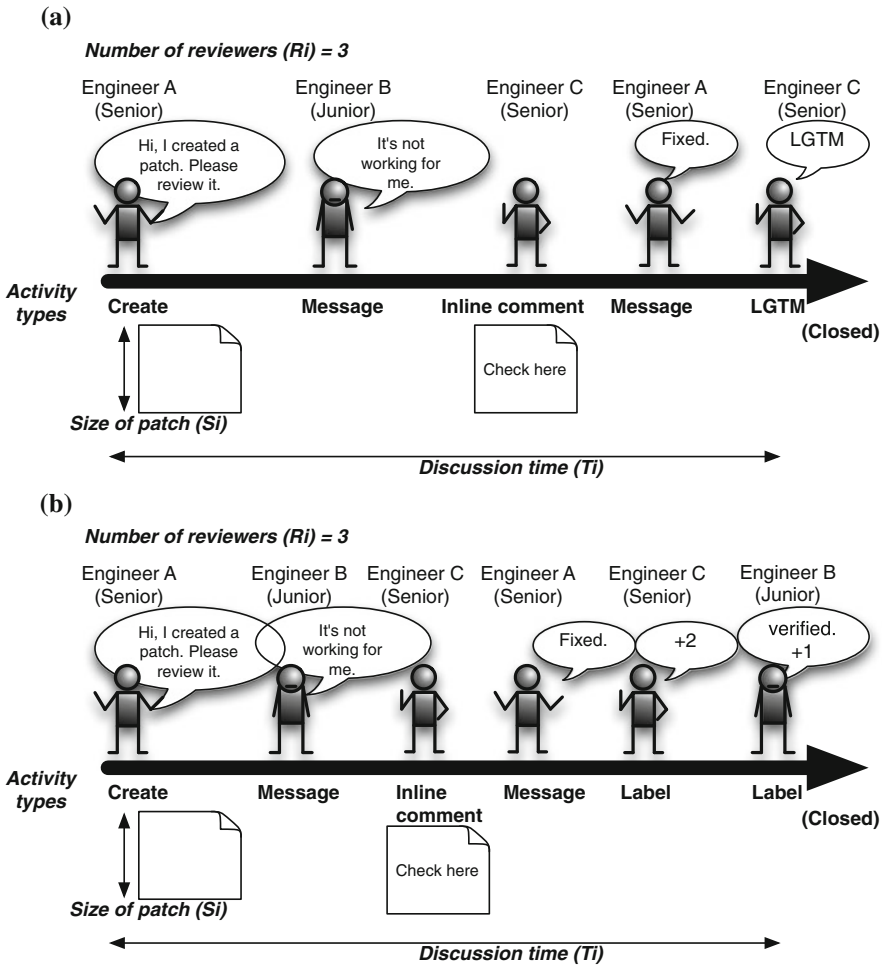 (a)
Number of reviewers (Ri) = 3
Engineer A
(Senior)
Engineer B
(Junior)
Engineer C
(Senior)
Engineer A
(Senior)
Engineer C
(Senior)
Hi, I created a
patch. Please
review it.
It's not
working for
me.
Fixed.
LGTM
Activity
types
Create
Message
Inline comment
Message
LGTM
(Closed)
Check here
Size of patch (Si)
Discussion time (Ti)
(b)
Number of reviewers (Ri) = 3
Engineer A
(Senior)
Engineer B
(Junior)
Engineer C
(Senior)
Engineer A
(Senior)
Engineer C
(Senior)
Engineer B
(Junior)
Hi, I created a
patch. Please
review it.
It's not
working for
me.
Fixed.
+2
verified.
+1
Activity
types
Create
Message
Inline
comment
Message
Label
Label
(Closed)
Check here
Size of patch (Si)
Discussion time (Ti)